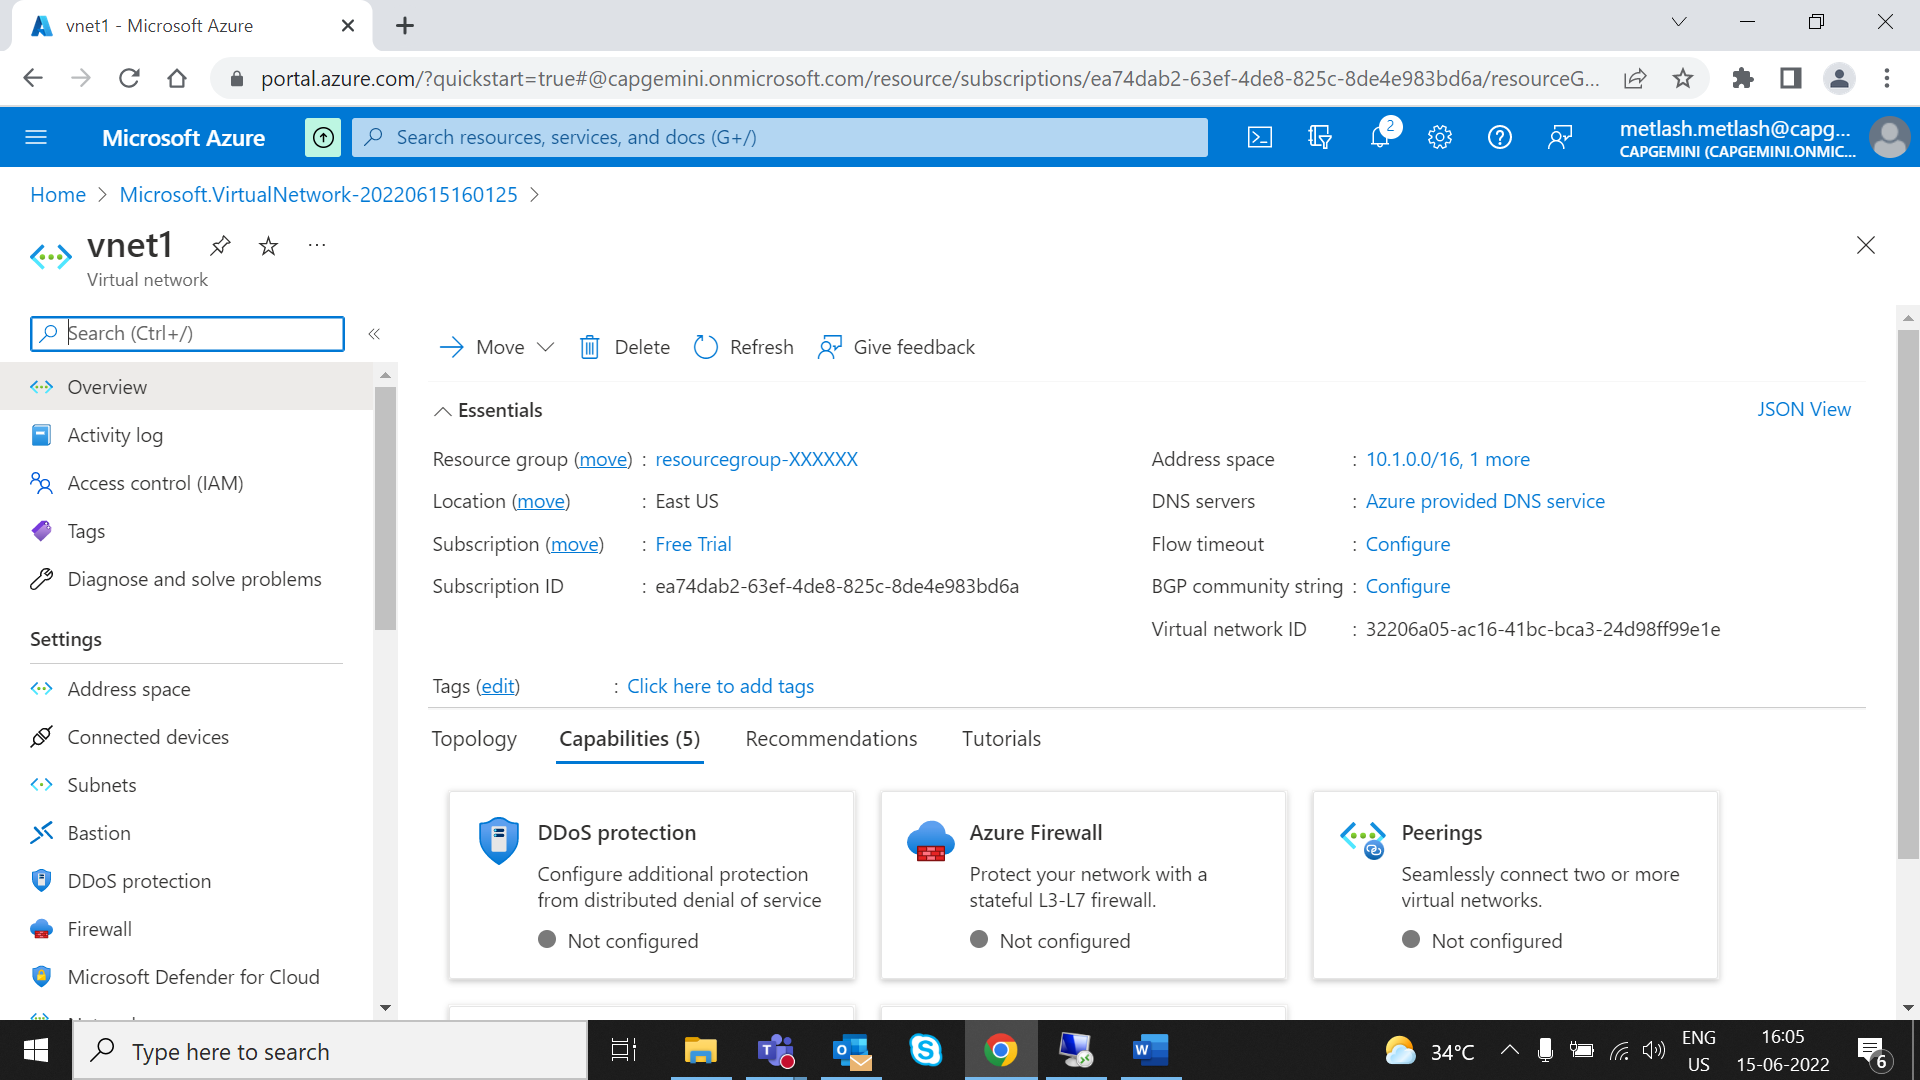 vnet1 - Microsoft Azure
portal.azure.com/?quickstart=true#@capgemini.onmicrosoft.com/resource/subscriptions/ea74dab2-63ef-4de8-825c-8de4e983bd6a/resourceG...
Microsoft Azure
Search resources, services, and docs (G+/)
2
metlash.metlash@capg...
CAPGEMINI (CAPGEMINI.ONMIC...
Home > Microsoft.VirtualNetwork-20220615160125 >
vnet1
Virtual network
Search (Ctrl+/)
Overview
Activity log
Access control (IAM)
Tags
Diagnose and solve problems
Settings
Address space
Connected devices
Subnets
Bastion
DDoS protection
Firewall
Microsoft Defender for Cloud
Move
Delete
Refresh
Give feedback
Essentials
JSON View
Resource group (move) : resourcegroup-XXXXXX
Location (move) : East US
Subscription (move) : Free Trial
Subscription ID : ea74dab2-63ef-4de8-825c-8de4e983bd6a
Address space : 10.1.0.0/16, 1 more
DNS servers : Azure provided DNS service
Flow timeout : Configure
BGP community string : Configure
Virtual network ID : 32206a05-ac16-41bc-bca3-24d98ff99e1e
Tags (edit) : Click here to add tags
Topology
Capabilities (5)
Recommendations
Tutorials
DDoS protection
Configure additional protection
from distributed denial of service
Not configured
Azure Firewall
Protect your network with a
stateful L3-L7 firewall.
Not configured
Peerings
Seamlessly connect two or more
virtual networks.
Not configured
Type here to search
34°C
ENG
US
16:05
15-06-2022
6